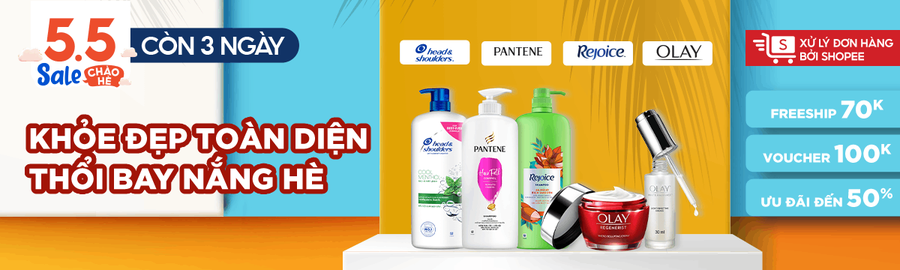 5.5
Sale
CHÀO
HÈ
CÒN 3 NGÀY
KHỎE ĐẸP TOÀN DIỆN
THỔI BAY NẮNG HÈ
head&
shoulders
PANTENE
Rejoice
OLAY
S
XỬ LÝ ĐƠN HÀNG
BỞI SHOPEE
FREESHIP 70K
VOUCHER 100K
ƯU ĐÃI ĐẾN 50%
head&
shoulders
COOL
MENTHOL
PANTENE
Hair Fall
Rejoice
OLAY
REGENERIST
OLAY